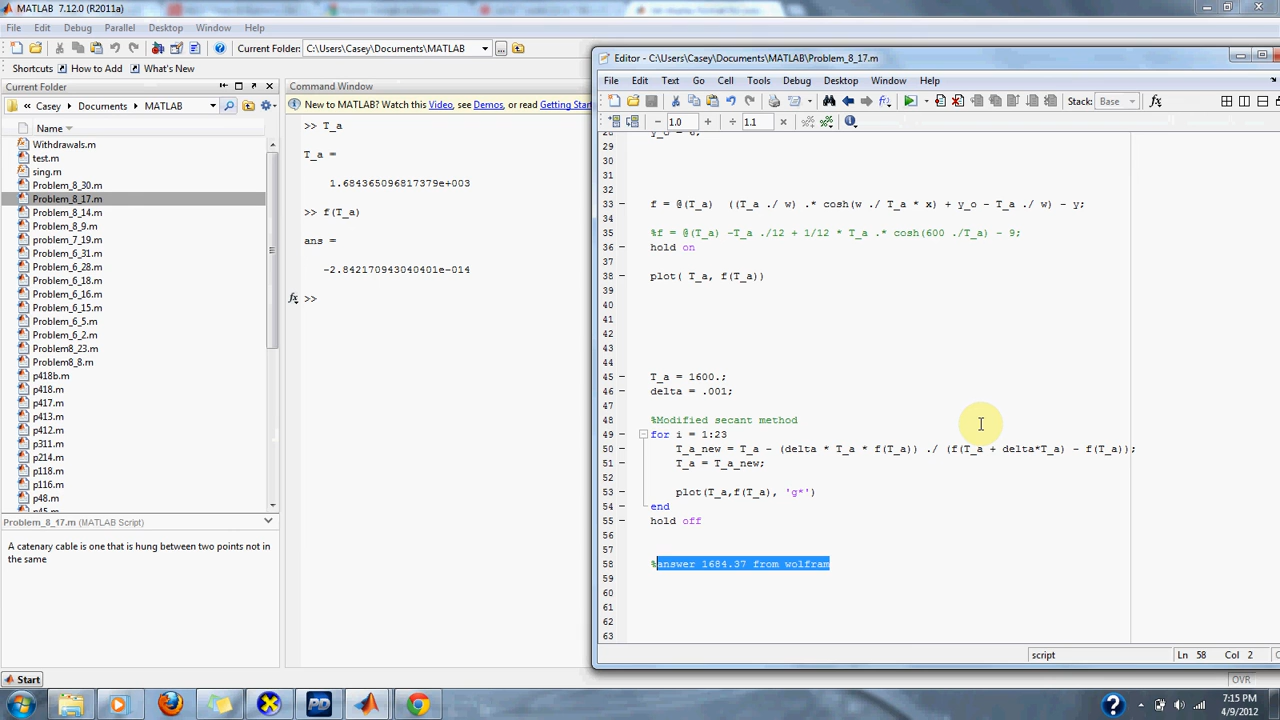 MATLAB 7.12.0 (R2011a)
File Edit Debug Parallel Desktop Window Help
Current Folder: C:\Users\Casey\Documents\MATLAB
Shortcuts How to Add What's New
Current Folder
Casey Documents MATLAB
Name
Withdrawals.m
test.m
sing.m
Problem_8_30.m
Problem_8_17.m
Problem_8_14.m
Problem_8_9.m
problem_7_19.m
Problem_6_31.m
Problem_6_28.m
Problem_6_18.m
Problem_6_16.m
Problem_6_15.m
Problem_6_5.m
Problem_6_2.m
Problem8_23.m
Problem8_8.m
p418b.m
p418.m
p417.m
p413.m
p412.m
p311.m
p118.m
p116.m
p48.m
p45.m
Problem_8_17.m (MATLAB Script)
A catenary cable is one that is hung between two points not in
the same
Start
Command Window
New to MATLAB? Watch this Video, see Demos, or read Getting Star
>> T_a
T_a =
1.684365096817379e+003
>> f(T_a)
ans =
-2.842170943040401e-014
fx >>
Editor - C:\Users\Casey\Documents\MATLAB\Problem_8_17.m
File Edit Text Go Cell Tools Debug Desktop Window Help
Stack: Base fx
1.0 1.1
28 y_o = 6;
29
30
31
32
33 f = @(T_a) ((T_a ./ w) .* cosh(w ./ T_a * x) + y_o - T_a ./ w) - y;
34
35 %f = @(T_a) -T_a ./12 + 1/12 * T_a .* cosh(600 ./T_a) - 9;
36 hold on
37
38 plot( T_a, f(T_a))
39
40
41
42
43
44
45 T_a = 1600.;
46 delta = .001;
47
48 %Modified secant method
49 for i = 1:23
50 T_a_new = T_a - (delta * T_a * f(T_a)) ./ (f(T_a + delta*T_a) - f(T_a));
51 T_a = T_a_new;
52
53 plot(T_a,f(T_a), 'g*')
54 end
55 hold off
56
57
58 %answer 1684.37 from wolfram
59
60
61
62
63
script Ln 58 Col 2
OVR
7:15 PM
4/9/2012